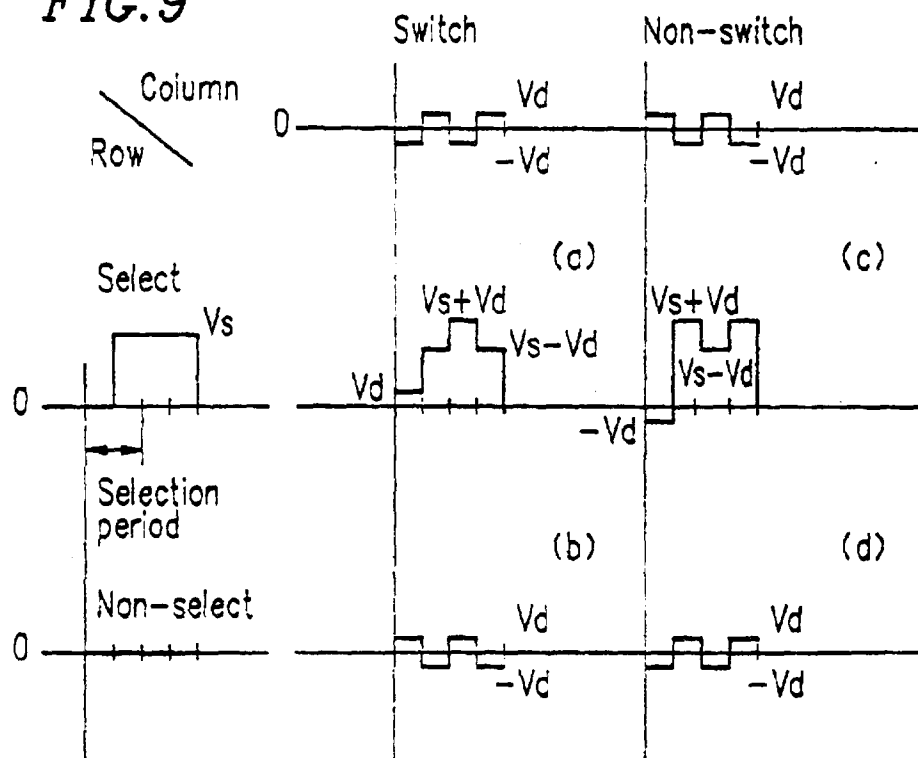 FIG. 9
Switch
Non-switch
Coiumn
Row
0
Vd
-Vd
Vd
-Vd
(a)
(c)
Select
Vs
0
Vs+Vd
Vs-Vd
Vd
Vs+Vd
Vs-Vd
-Vd
Selection
period
(b)
(d)
Non-select
0
Vd
-Vd
Vd
-Vd